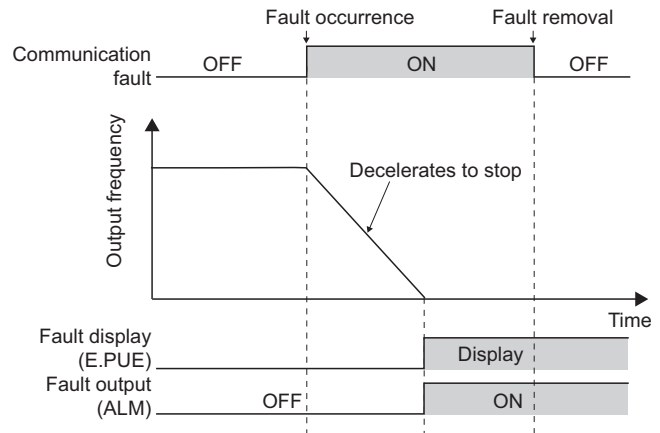 Fault occurrence
Fault removal
Communication
fault
OFF
ON
OFF
Output frequency
Decelerates to stop
Time
Fault display
(E.PUE)
Display
Fault output
(ALM)
OFF
ON